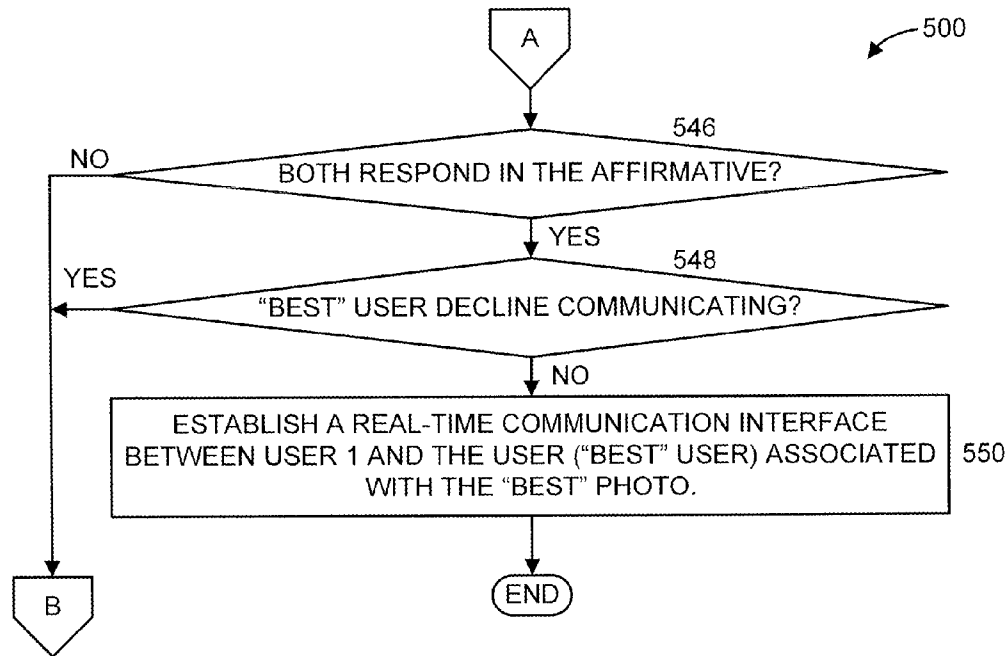 A
500
546
NO
BOTH RESPOND IN THE AFFIRMATIVE?
YES
548
YES
“BEST” USER DECLINE COMMUNICATING?
NO
ESTABLISH A REAL-TIME COMMUNICATION INTERFACE
BETWEEN USER 1 AND THE USER (“BEST” USER) ASSOCIATED
WITH THE “BEST” PHOTO.
550
B
END